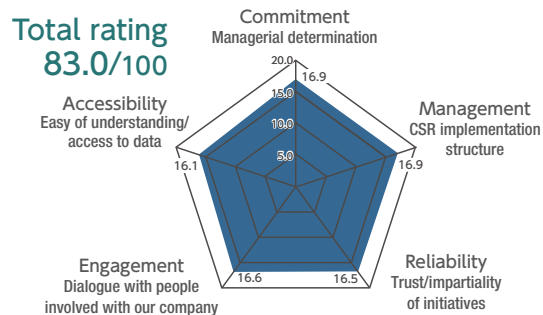 Total rating
83.0/100
Commitment
Managerial determination
20.0
16.9
15.0
10.0
5.0
Accessibility
Easy of understanding/
access to data
16.1
Management
CSR implementation
structure
16.9
Engagement
Dialogue with people
involved with our company
16.6
Reliability
Trust/impartiality
of initiatives
16.5